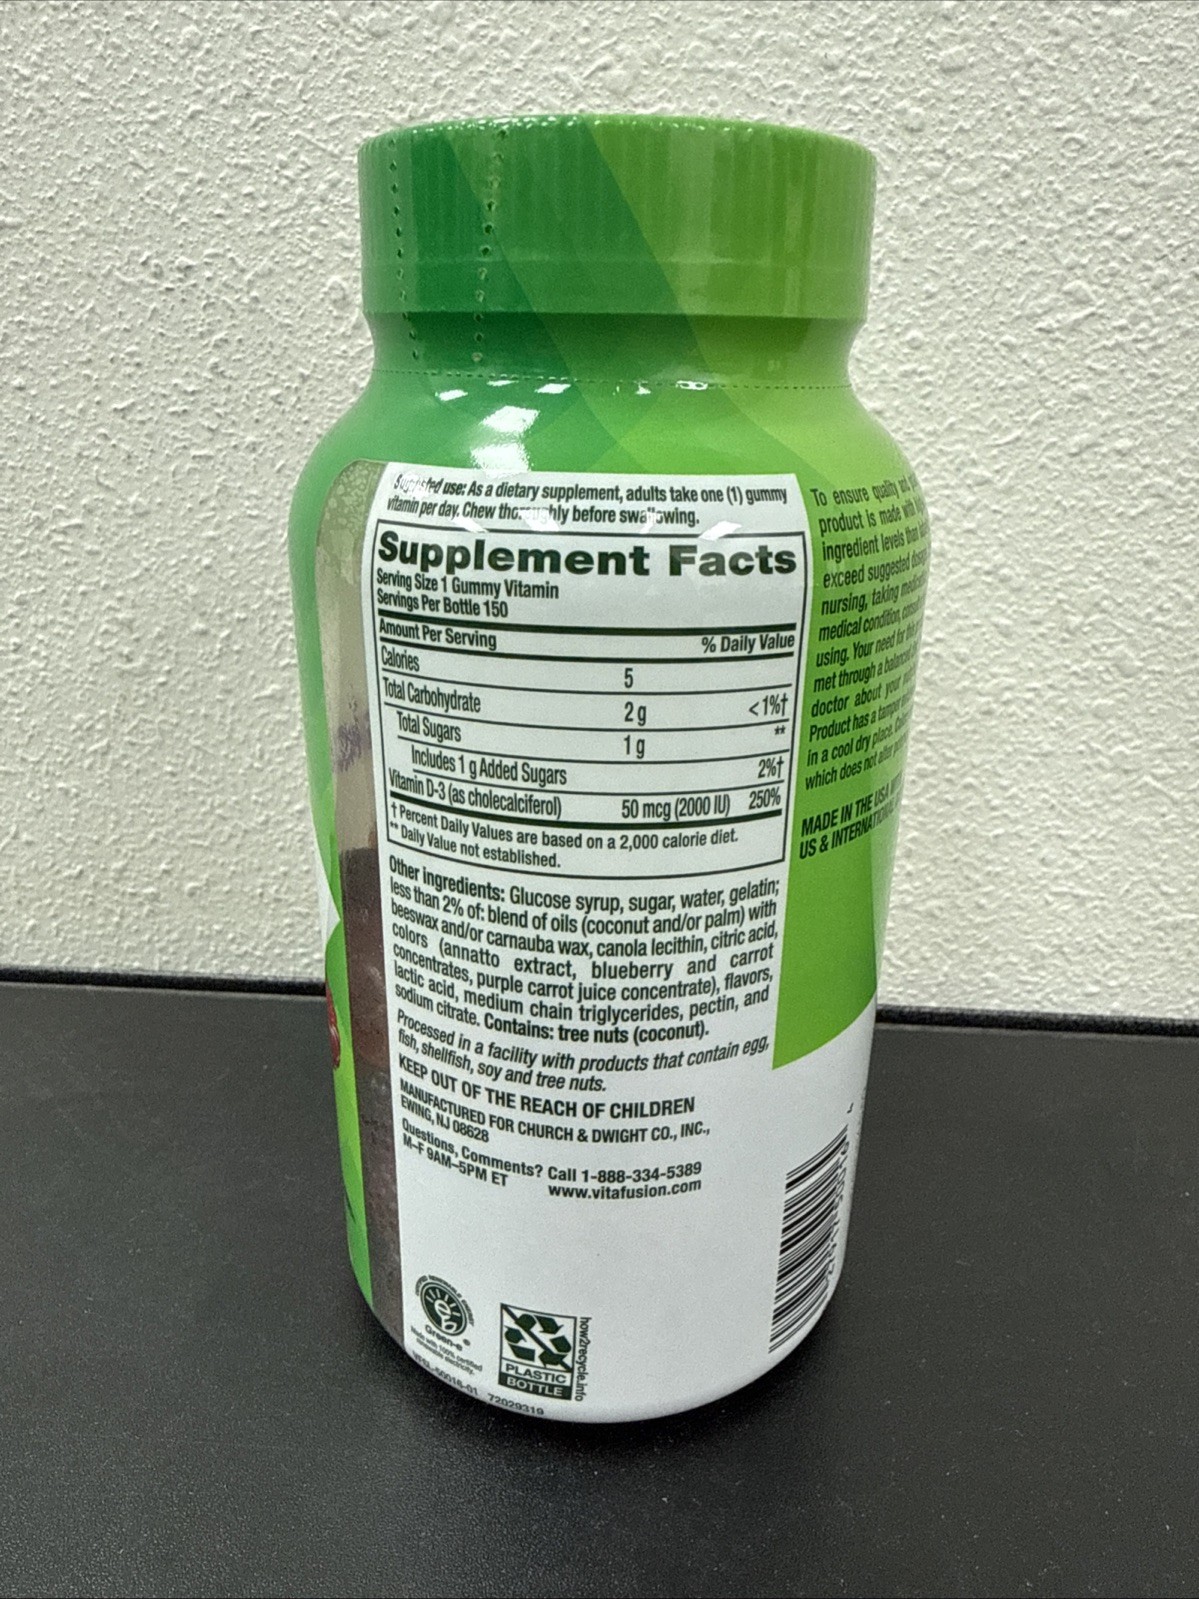 Suggested use: As a dietary supplement, adults take one (1) gummy
vitamin per day. Chew thoroughly before swallowing.
Supplement Facts
Serving Size 1 Gummy Vitamin
Servings Per Bottle 150
Amount Per Serving % Daily Value
Calories 5
Total Carbohydrate 2 g <1%†
Total Sugars 1 g **
Includes 1 g Added Sugars 2%†
Vitamin D-3 (as cholecalciferol) 50 mcg (2000 IU) 250%
† Percent Daily Values are based on a 2,000 calorie diet.
** Daily Value not established.
Other ingredients: Glucose syrup, sugar, water, gelatin;
less than 2% of: blend of oils (coconut and/or palm) with
beeswax and/or carnauba wax, canola lecithin, citric acid,
colors (annatto extract, blueberry and carrot
concentrates, purple carrot juice concentrate), flavors,
lactic acid, medium chain triglycerides, pectin, and
sodium citrate. Contains: tree nuts (coconut).
Processed in a facility with products that contain egg,
fish, shellfish, soy and tree nuts.
KEEP OUT OF THE REACH OF CHILDREN
MANUFACTURED FOR CHURCH & DWIGHT CO., INC.,
EWING, NJ 08628
Questions, Comments? Call 1-888-334-5389
M–F 9AM–5PM ET www.vitafusion.com
Green-e®
Made with 100% certified
renewable electricity.
PLASTIC
BOTTLE
how2recycle.info
72029319
To ensure quality and
product is made with
ingredient levels than
exceed suggested
nursing, taking
medical condition,
using. Your need for
met through a
doctor about your
Product has a
in a cool dry place.
which does not alter
MADE IN THE USA
US & INTERNATIONAL